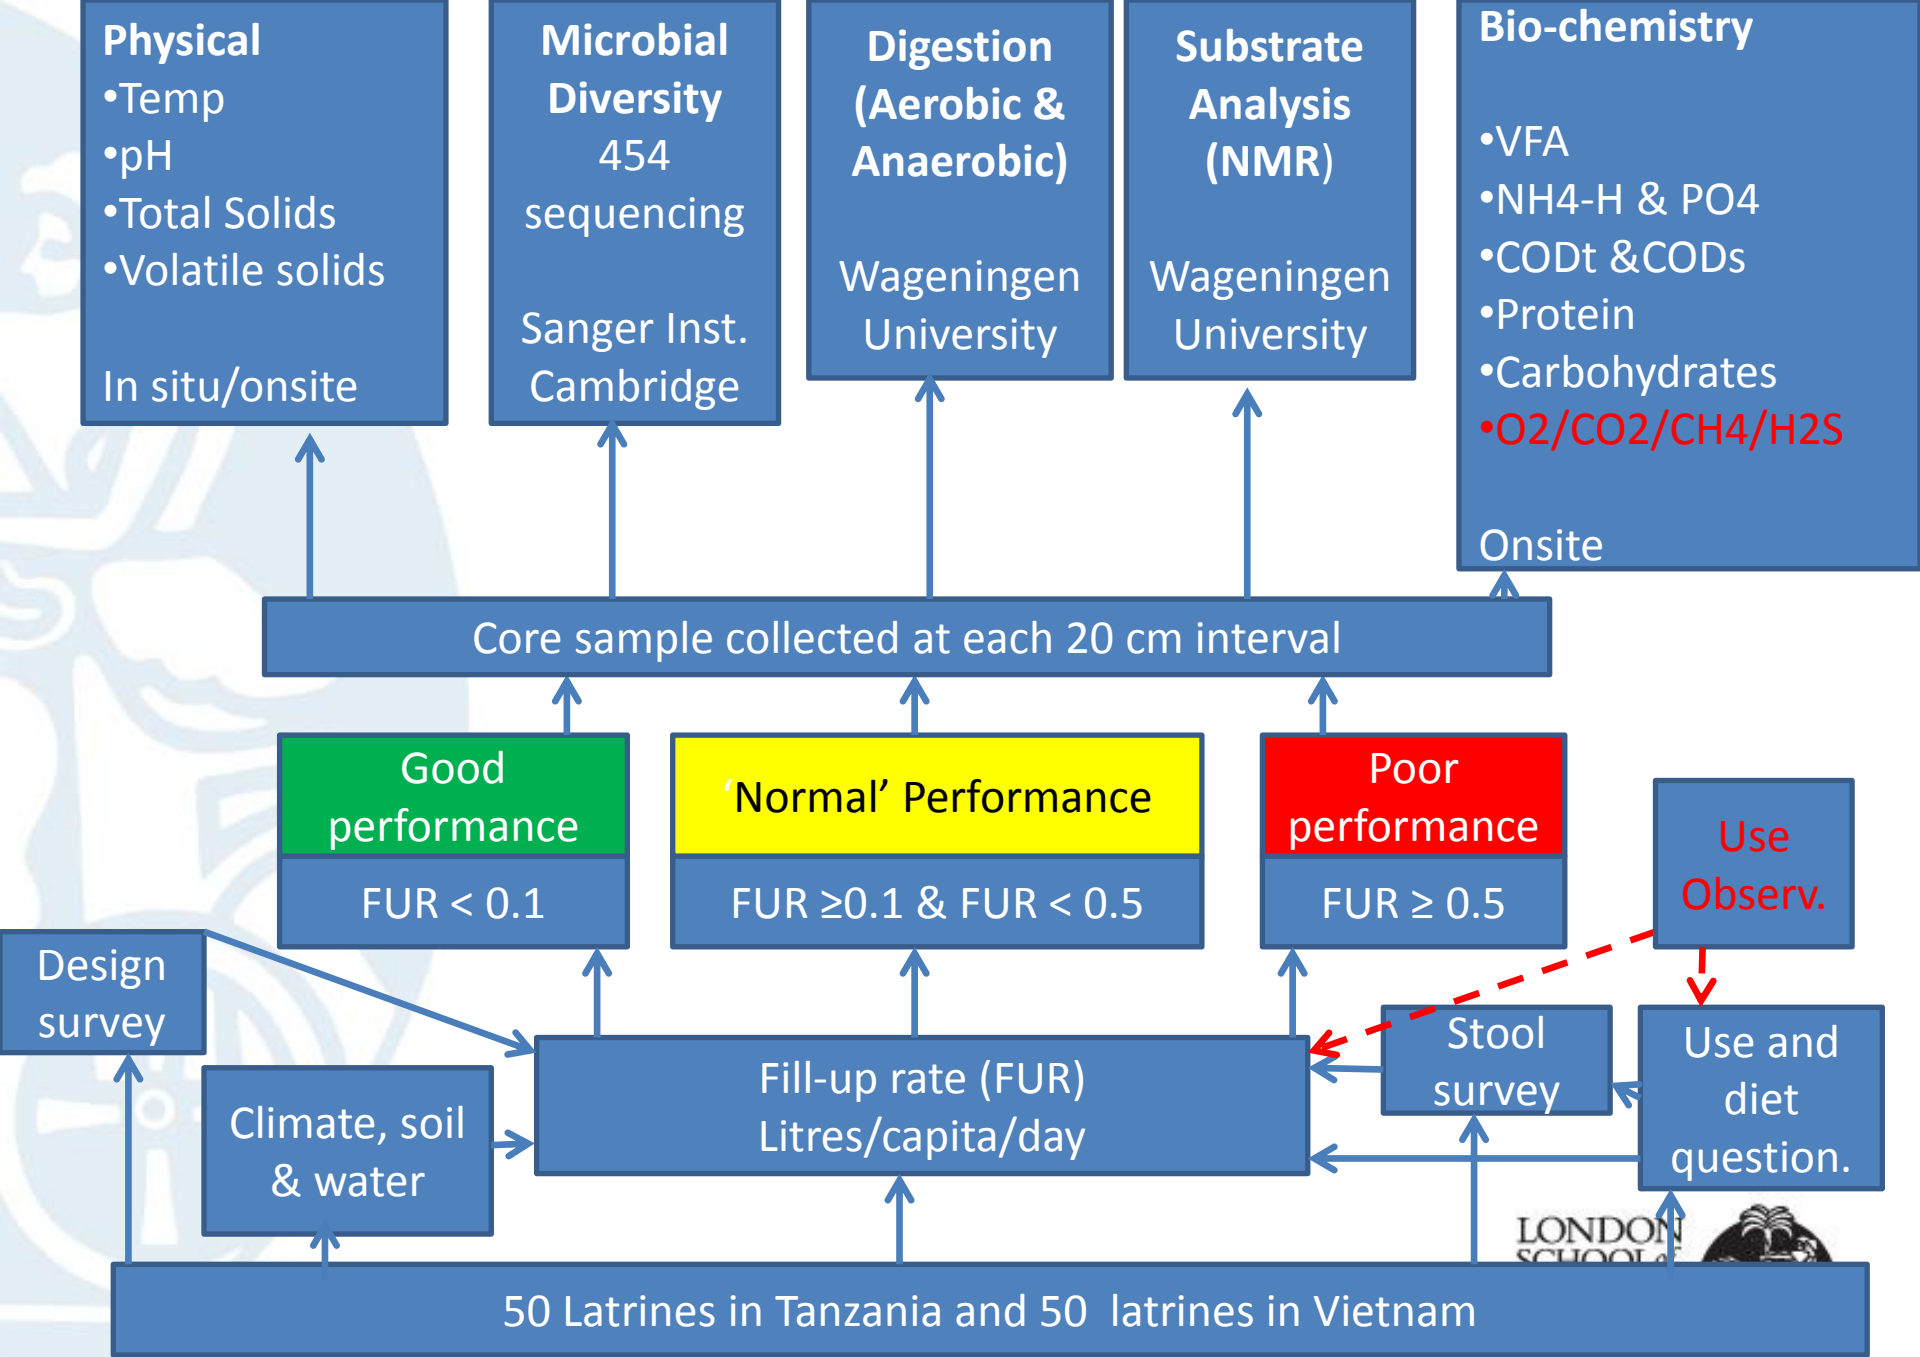 Physical
•Temp
•pH
•Total Solids
•Volatile solids
In situ/onsite
Microbial
Diversity
454
sequencing
Sanger Inst.
Cambridge
Digestion
(Aerobic &
Anaerobic)
Wageningen
University
Substrate
Analysis
(NMR)
Wageningen
University
Bio-chemistry
•VFA
•NH4-H & PO4
•CODt &CODs
•Protein
•Carbohydrates
•O2/CO2/CH4/H2S
Onsite
Core sample collected at each 20 cm interval
Good
performance
FUR < 0.1
‘Normal’ Performance
FUR ≥0.1 & FUR < 0.5
Poor
performance
FUR ≥ 0.5
Use
Observ.
Design
survey
Climate, soil
& water
Fill-up rate (FUR)
Litres/capita/day
Stool
survey
Use and
diet
question.
LONDON
SCHOOL of
50 Latrines in Tanzania and 50 latrines in Vietnam